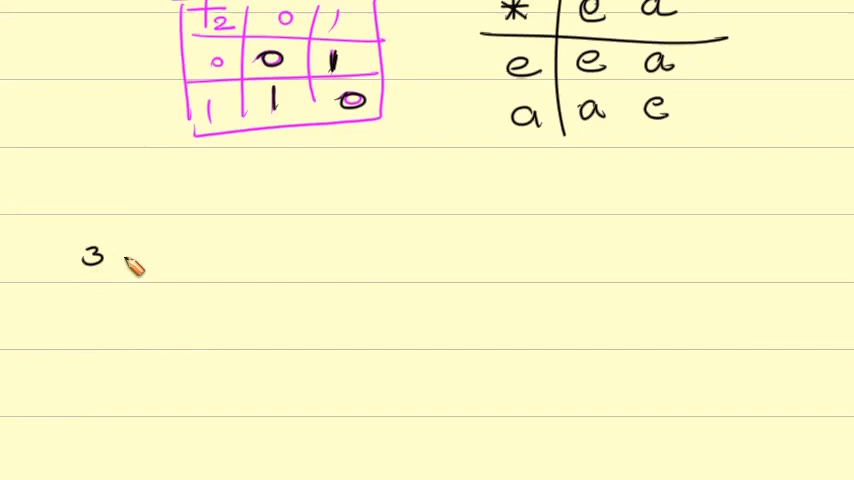 +₂ 0 1
0 0 1
1 1 0
* e a
e e a
a a e
3